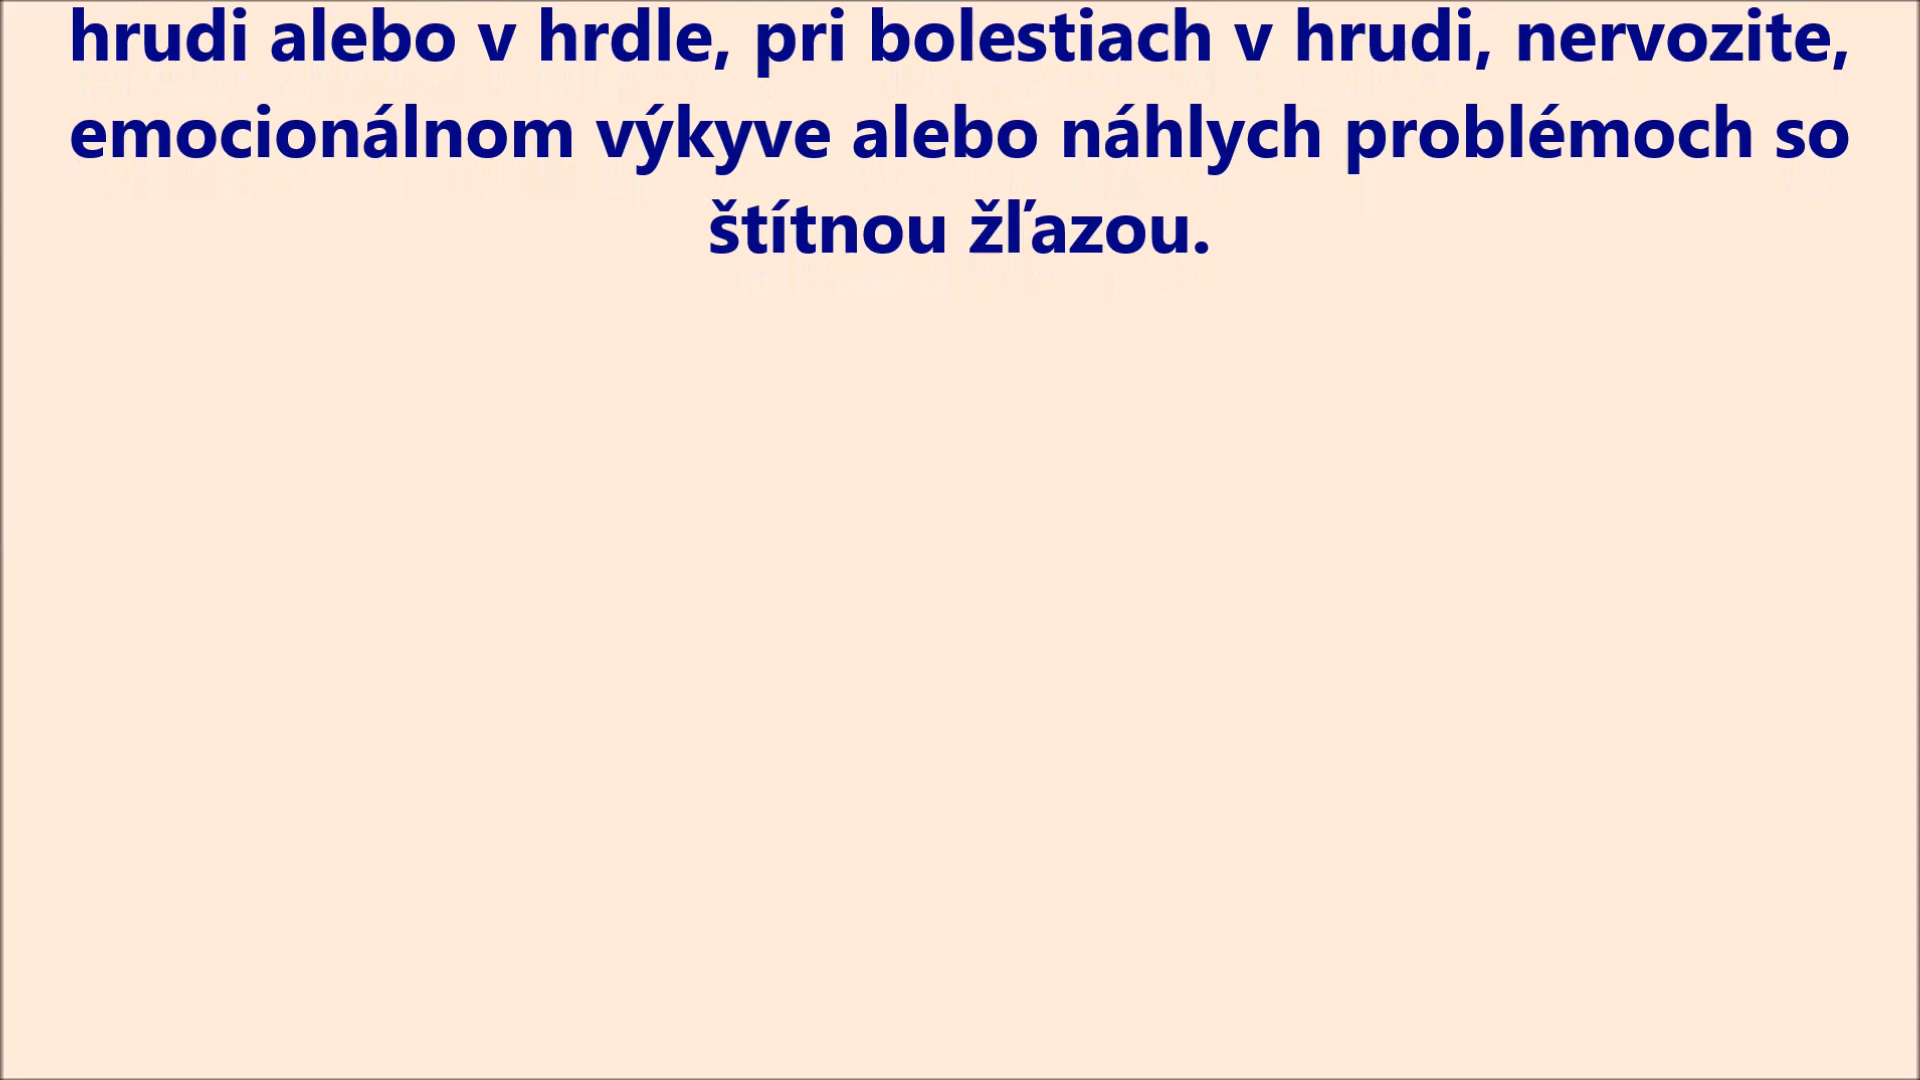 hrudi alebo v hrdle, pri bolestiach v hrudi, nervozite,
emocionálnom výkyve alebo náhlych problémoch so
štítnou žľazou.